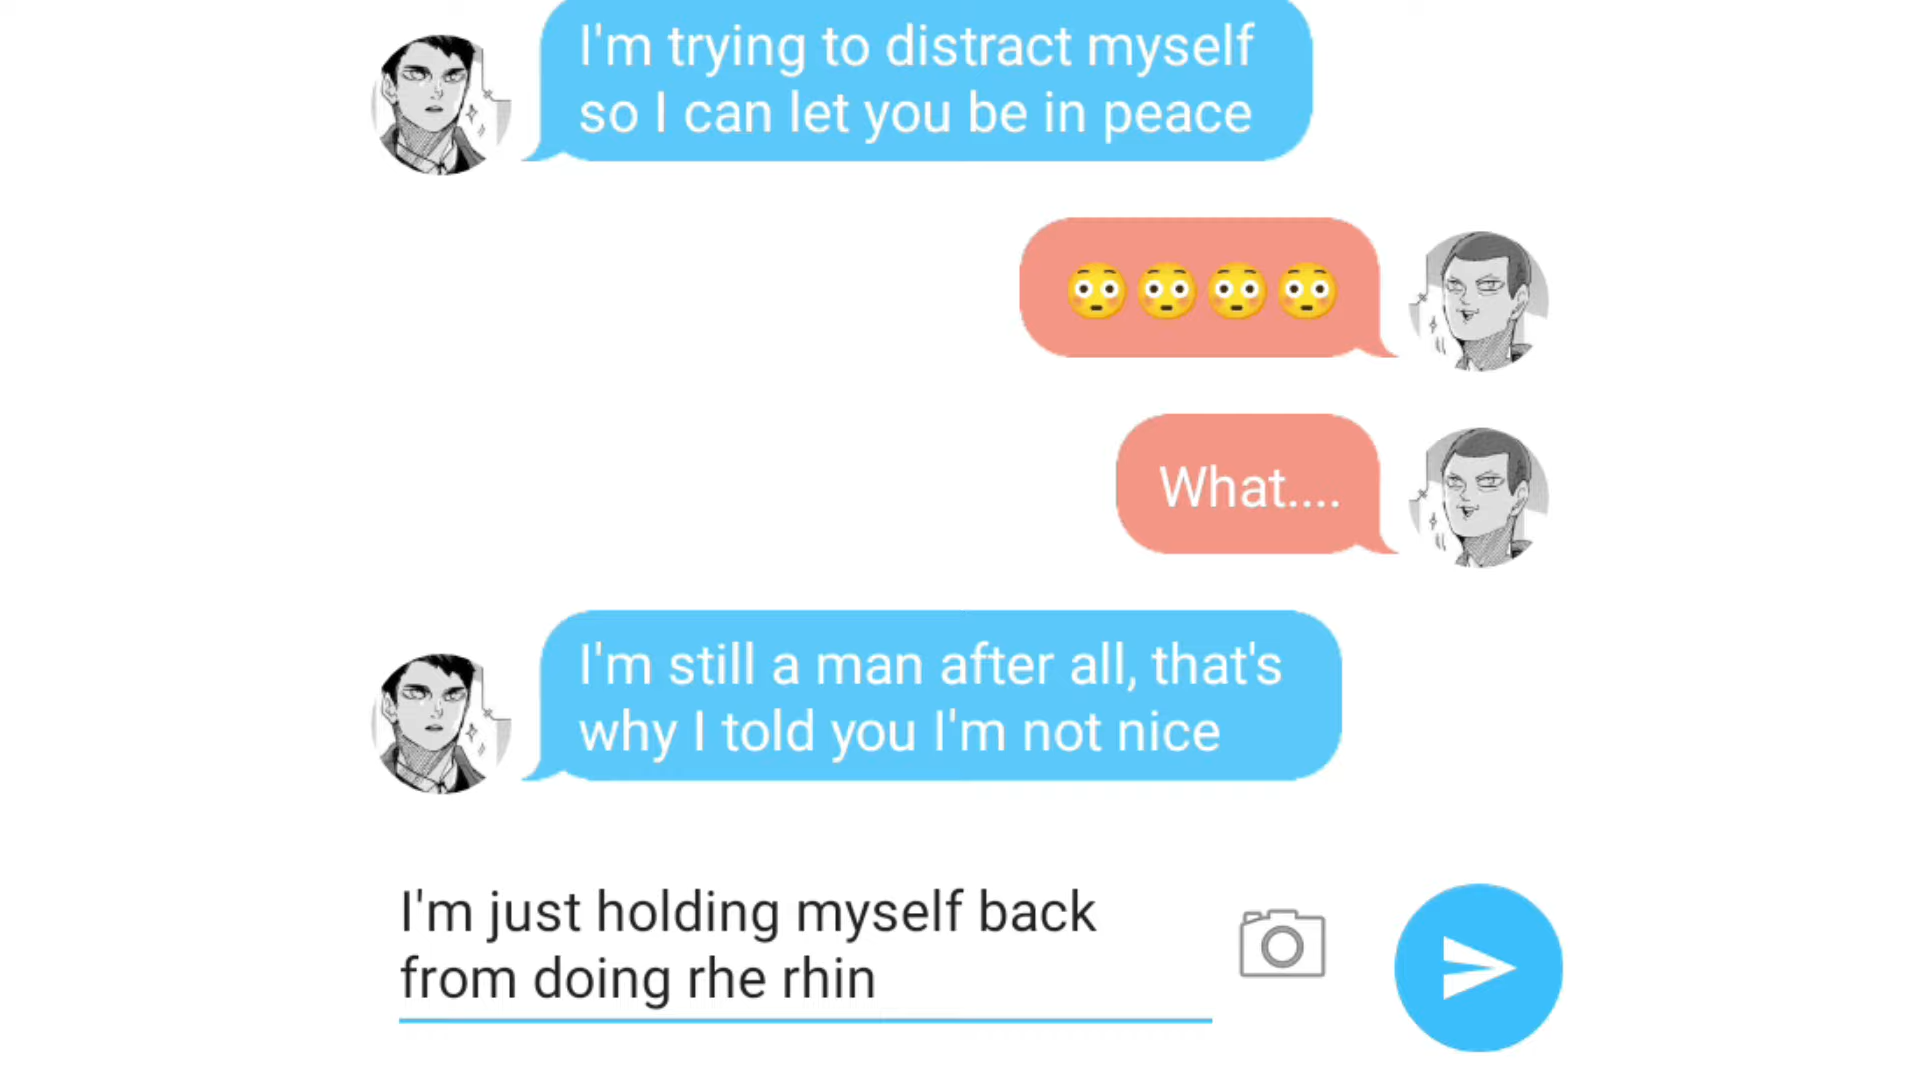 I'm trying to distract myself
so I can let you be in peace
😳😳😳😳
What....
I'm still a man after all, that's
why I told you I'm not nice
I'm just holding myself back
from doing rhe rhin